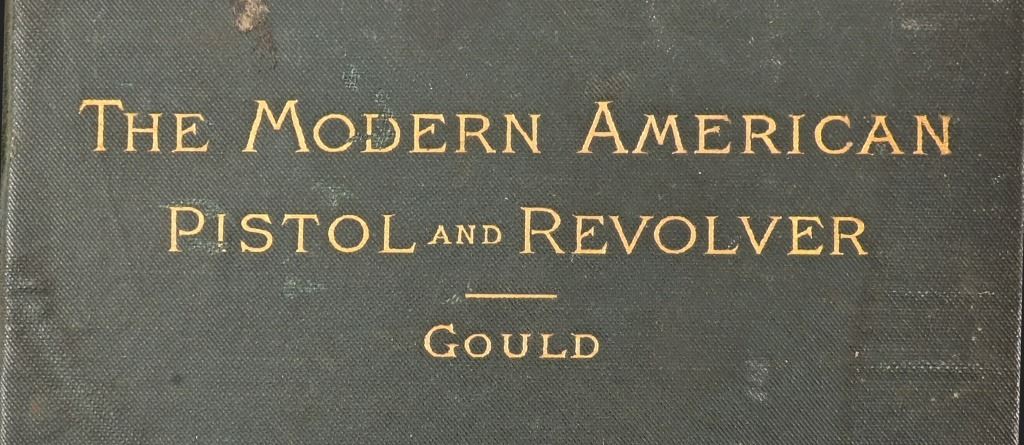 The Modern American
Pistol and Revolver
Gould